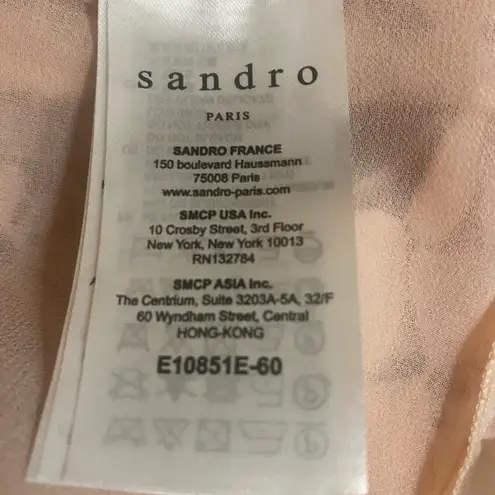 sandro
PARIS
SANDRO FRANCE
150 boulevard Haussmann
75008 Paris
www.sandro-paris.com
SMCP USA Inc.
10 Crosby Street, 3rd Floor
New York, New York 10013
RN132784
SMCP ASIA Inc.
The Centrium, Suite 3203A-5A, 32/F
60 Wyndham Street, Central
HONG-KONG
E10851E-60